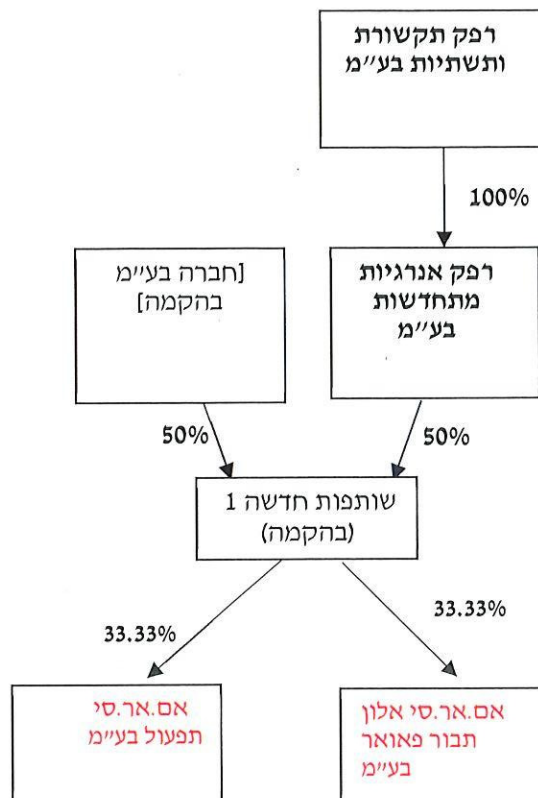 רפק תקשורת
ותשתיות בע״מ
100%
רפק אנרגיות
מתחדשות
בע״מ
[חברה בע״מ
בהקמה]
50%
50%
שותפות חדשה 1
(בהקמה)
33.33%
33.33%
אם.אר.סי אלון
תבור פאואר
בע״מ
אם.אר.סי
תפעול בע״מ